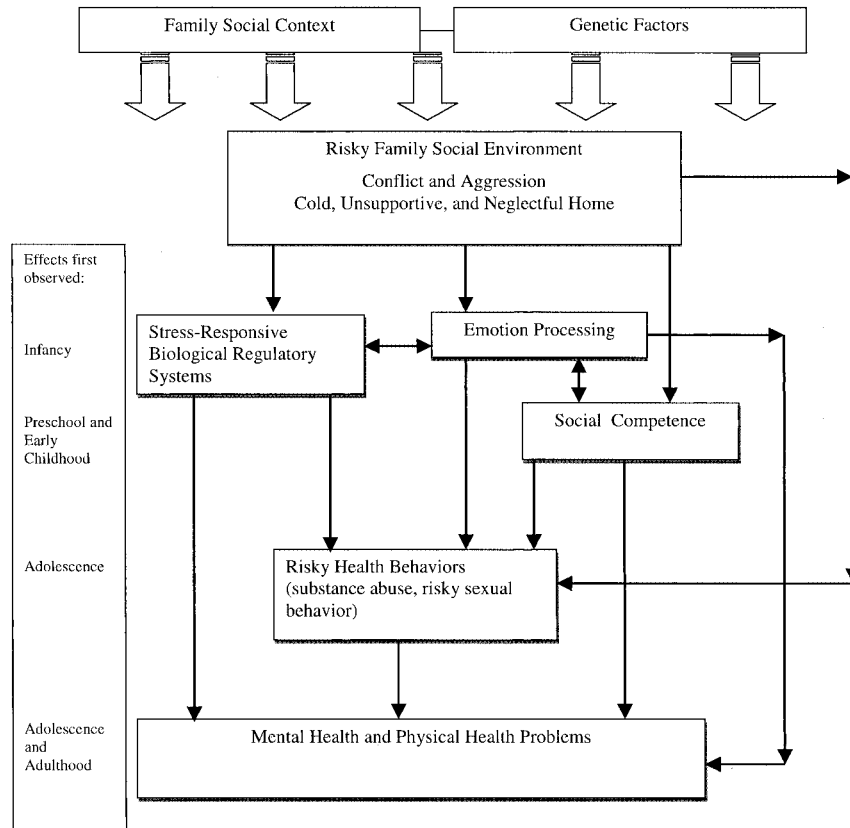 Family Social Context
Genetic Factors
Risky Family Social Environment
Conflict and Aggression
Cold, Unsupportive, and Neglectful Home
Effects first
observed:
Infancy
Stress-Responsive
Biological Regulatory
Systems
Emotion Processing
Preschool and
Early
Childhood
Social Competence
Adolescence
Risky Health Behaviors
(substance abuse, risky sexual
behavior)
Adolescence
and
Adulthood
Mental Health and Physical Health Problems